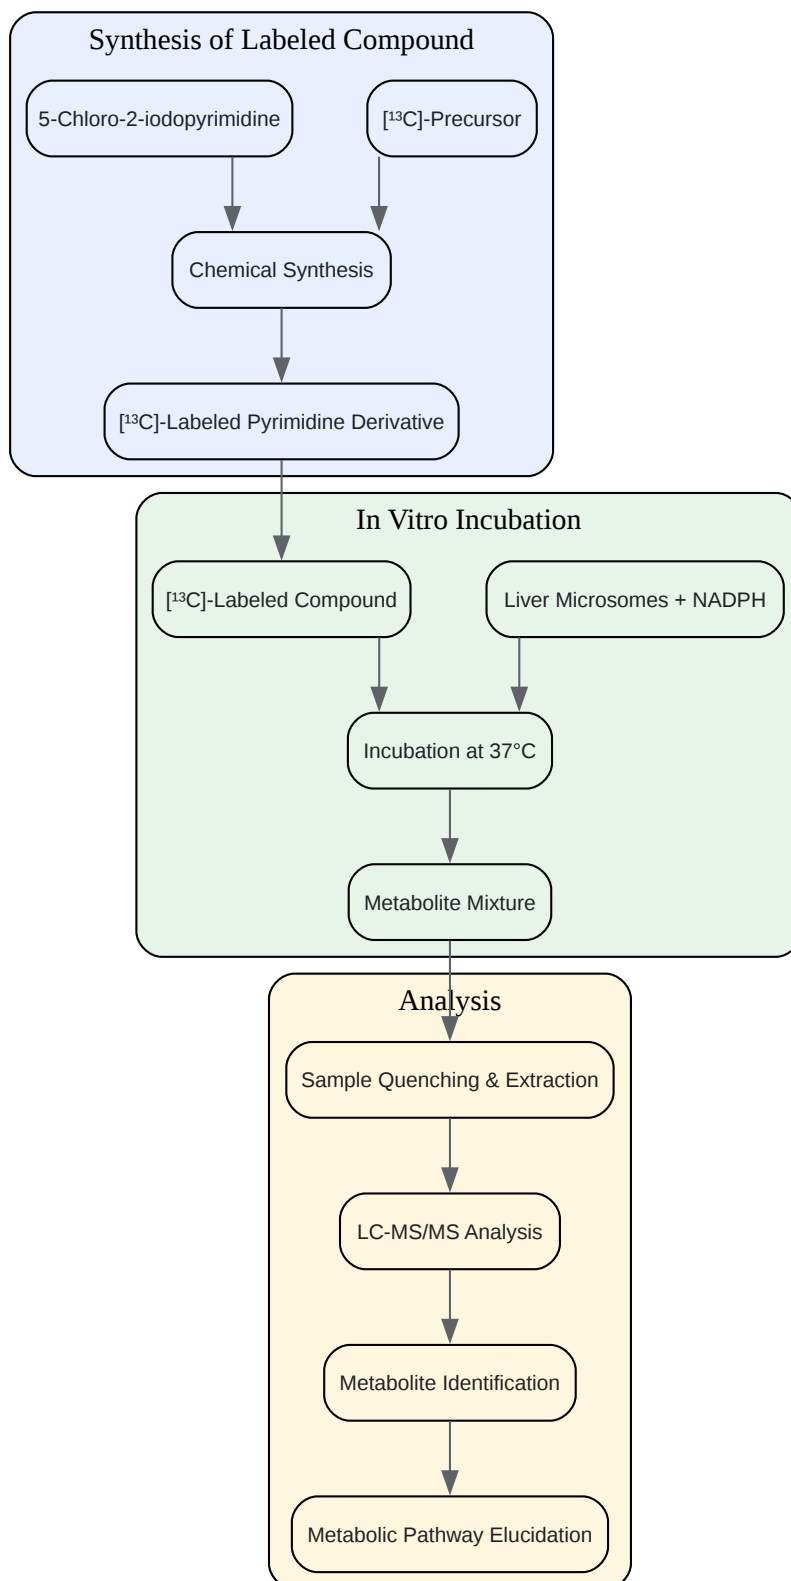 Synthesis of Labeled Compound
5-Chloro-2-iodopyrimidine
[¹³C]-Precursor
Chemical Synthesis
[¹³C]-Labeled Pyrimidine Derivative
In Vitro Incubation
[¹³C]-Labeled Compound
Liver Microsomes + NADPH
Incubation at 37°C
Metabolite Mixture
Analysis
Sample Quenching & Extraction
LC-MS/MS Analysis
Metabolite Identification
Metabolic Pathway Elucidation